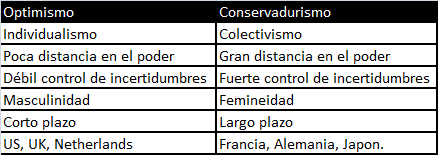 Optimismo Conservadurismo
Individualismo Colectivismo
Poca distancia en el poder Gran distancia en el poder
Débil control de incertidumbres Fuerte control de incertidumbres
Masculinidad Femineidad
Corto plazo Largo plazo
US, UK, Netherlands Francia, Alemania, Japon.